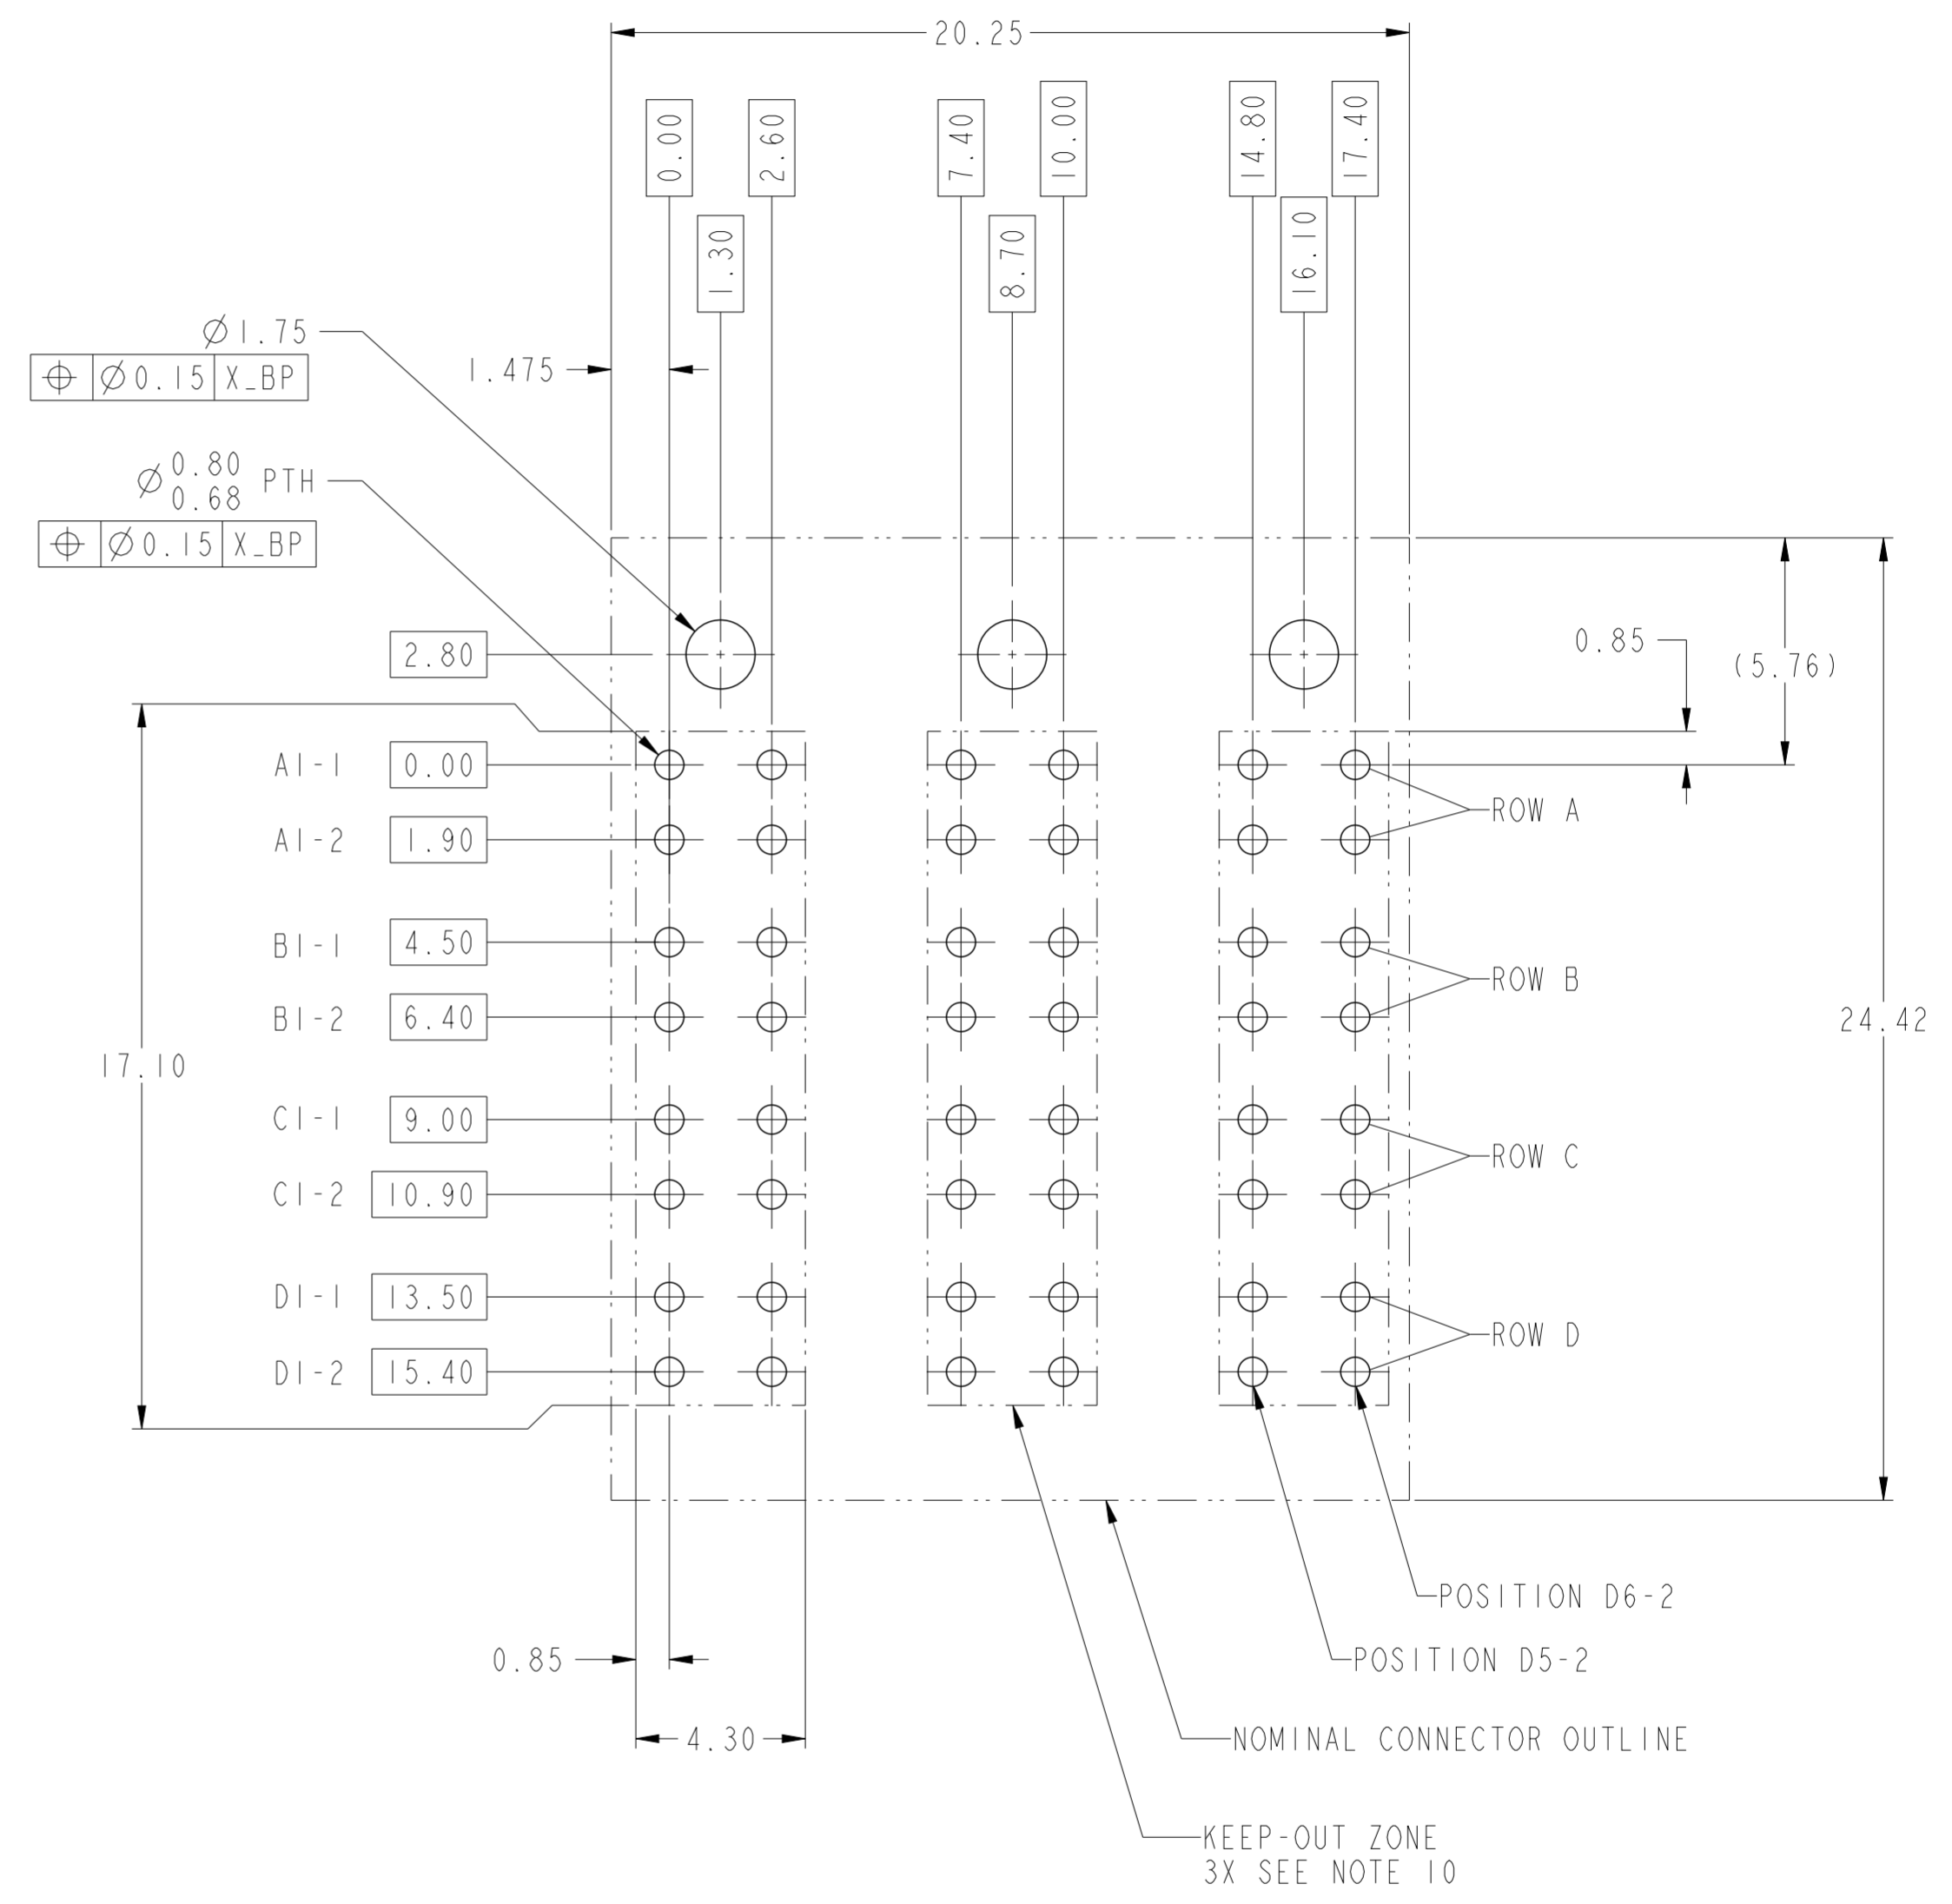 20.25
0.00
2.60
7.40
10.00
14.80
17.40
1.30
8.70
16.10
Ø1.75
⌖ Ø0.15 X_BP
1.475
Ø 0.80
0.68 PTH
⌖ Ø0.15 X_BP
2.80
0.85
(5.76)
A1-1 0.00
A1-2 1.90
ROW A
B1-1 4.50
B1-2 6.40
ROW B
24.42
17.10
C1-1 9.00
C1-2 10.90
ROW C
D1-1 13.50
D1-2 15.40
ROW D
POSITION D6-2
0.85
POSITION D5-2
4.30
NOMINAL CONNECTOR OUTLINE
KEEP-OUT ZONE
3X SEE NOTE 10